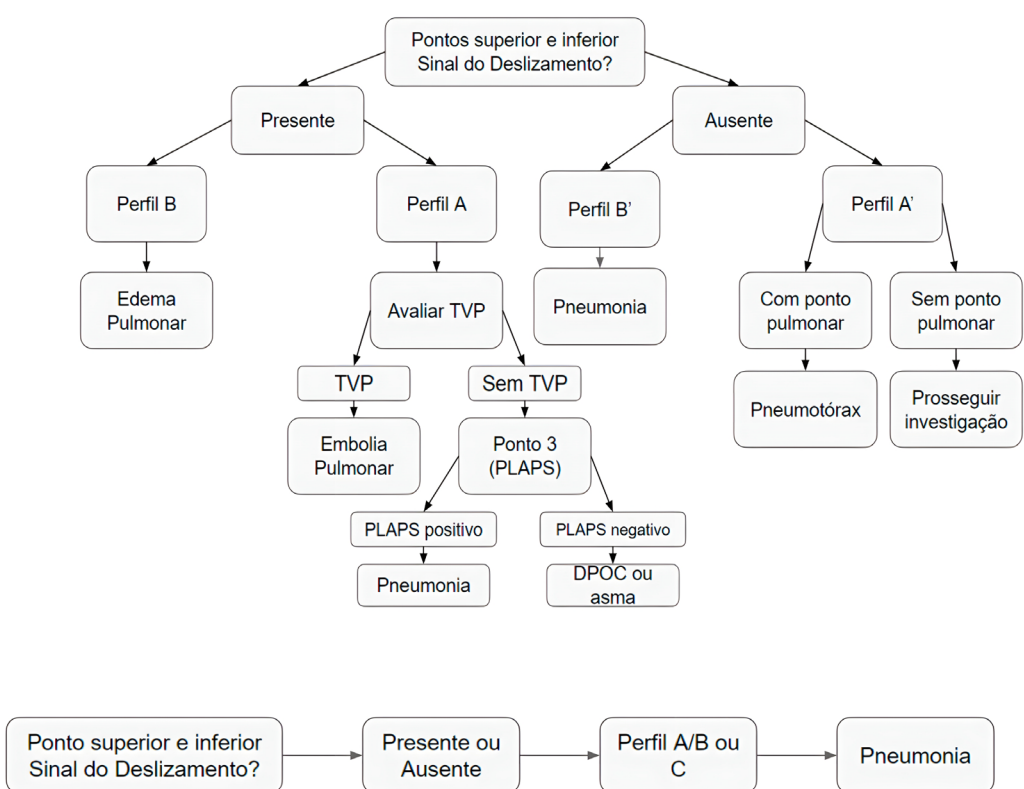 Pontos superior e inferior
Sinal do Deslizamento?
Presente
Ausente
Perfil B
Perfil A
Perfil B’
Perfil A’
Edema
Pulmonar
Avaliar TVP
Pneumonia
Com ponto
pulmonar
Sem ponto
pulmonar
TVP
Sem TVP
Pneumotórax
Prosseguir
investigação
Embolia
Pulmonar
Ponto 3
(PLAPS)
PLAPS positivo
PLAPS negativo
Pneumonia
DPOC ou
asma
Ponto superior e inferior
Sinal do Deslizamento?
Presente ou
Ausente
Perfil A/B ou
C
Pneumonia